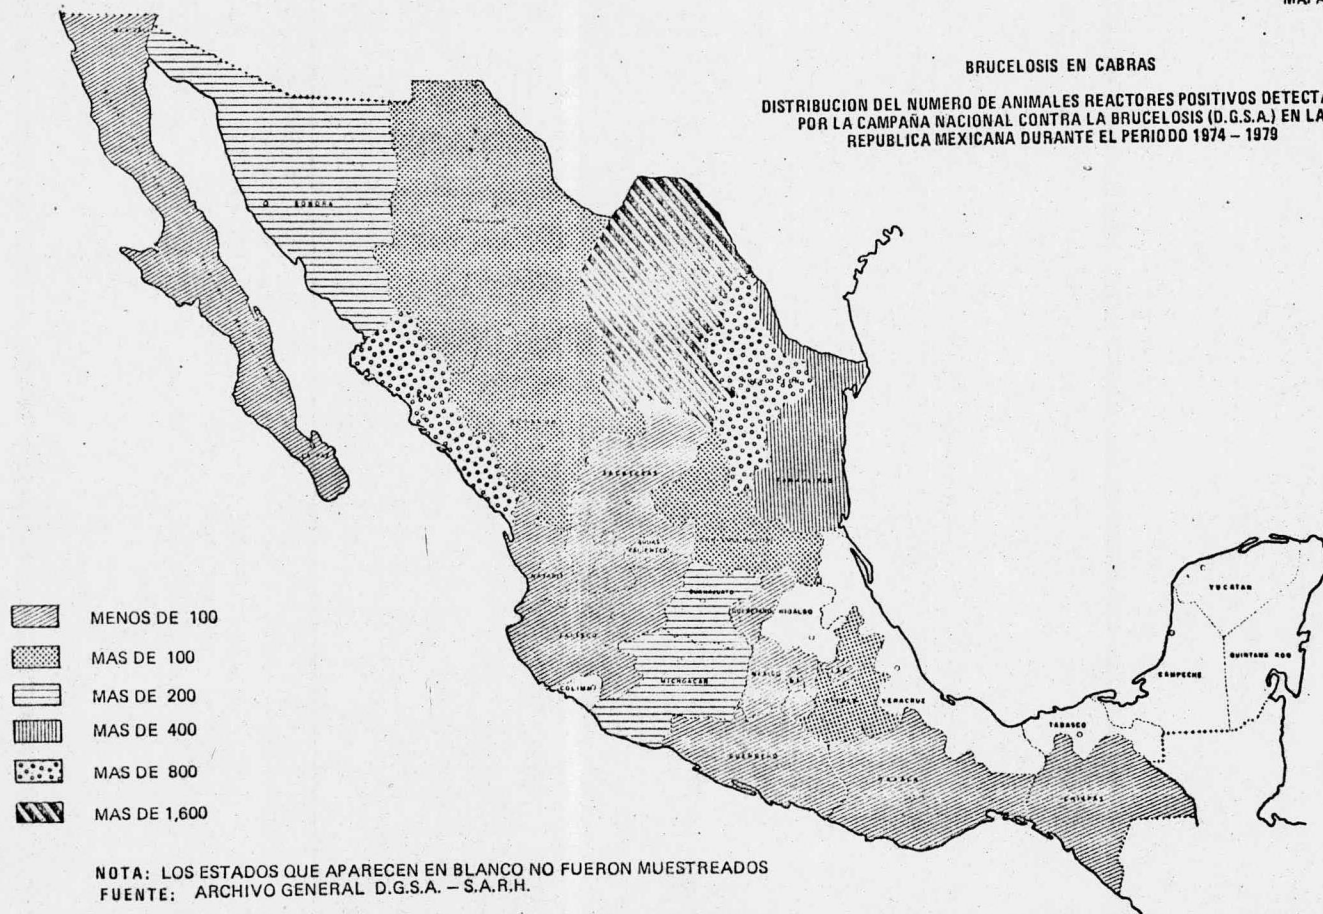 MAPA
BRUCELOSIS EN CABRAS
DISTRIBUCION DEL NUMERO DE ANIMALES REACTORES POSITIVOS DETECTA
POR LA CAMPAÑA NACIONAL CONTRA LA BRUCELOSIS (D.G.S.A.) EN LA
REPUBLICA MEXICANA DURANTE EL PERIODO 1974 – 1979
SONORA
ZACATECAS
TAMAULIPAS
AGUAS
CALIENTES
NAYARIT
GUANAJUATO
QUERETARO HIDALGO
YUCATAN
JALISCO
QUINTANA ROO
COLIMA
MICHOACAN
MEXICO
CAMPECHE
VERACRUZ
TABASCO
GUERRERO
OAXACA
CHIAPAS
MENOS DE 100
MAS DE 100
MAS DE 200
MAS DE 400
MAS DE 800
MAS DE 1,600
NOTA: LOS ESTADOS QUE APARECEN EN BLANCO NO FUERON MUESTREADOS
FUENTE: ARCHIVO GENERAL D.G.S.A. – S.A.R.H.